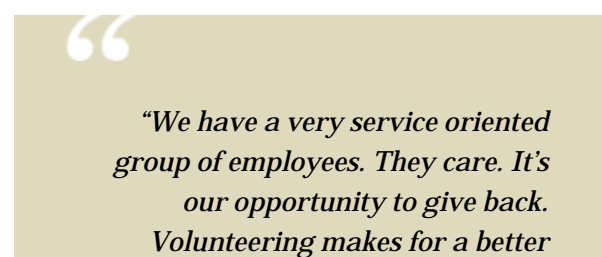 “
“We have a very service oriented
group of employees. They care. It’s
our opportunity to give back.
Volunteering makes for a better